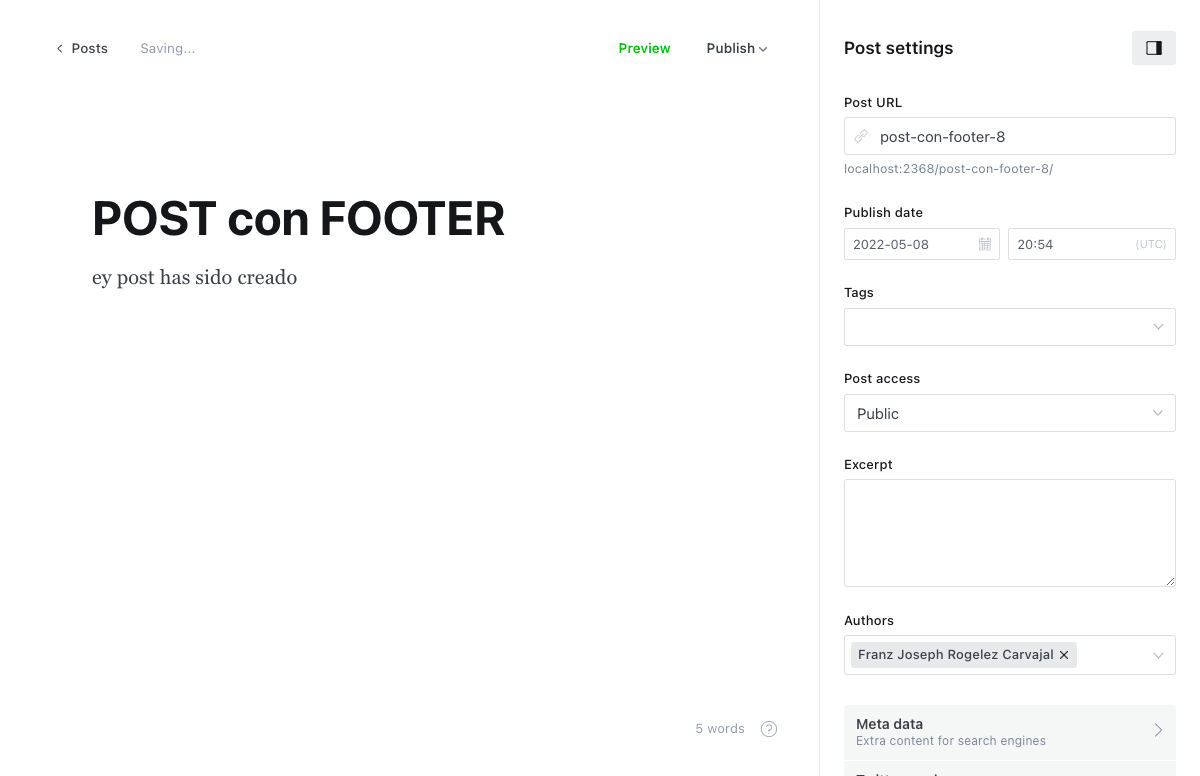 Posts
Saving...
Preview
Publish
POST con FOOTER
ey post has sido creado
5 words
?
Post settings
Post URL
post-con-footer-8
localhost:2368/post-con-footer-8/
Publish date
2022-05-08
20:54
(UTC)
Tags
Post access
Public
Excerpt
Authors
Franz Joseph Rogelez Carvajal
Meta data
Extra content for search engines